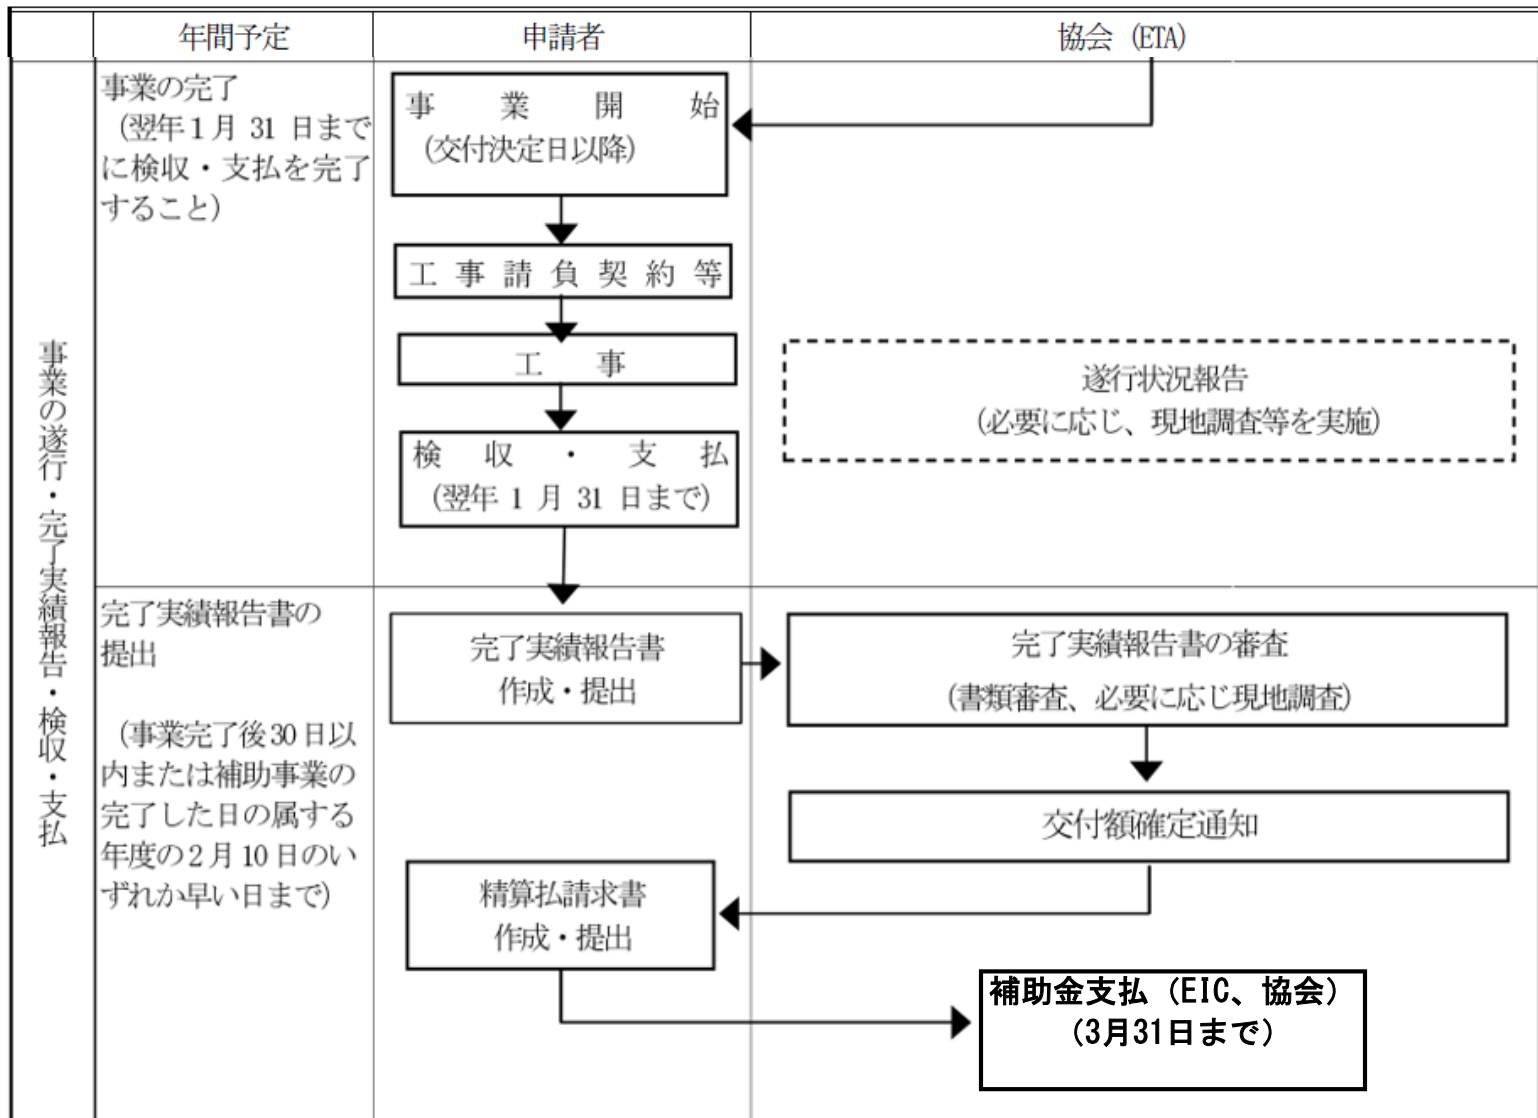 年間予定
申請者
協会 (ETA)
事業の遂行・完了実績報告・検収・支払
事業の完了
（翌年１月 31 日まで
に検収・支払を完了
すること）
事業開始
(交付決定日以降)
工事請負契約等
工事
検収・支払
(翌年 1 月 31 日まで)
遂行状況報告
(必要に応じ、現地調査等を実施)
完了実績報告書の
提出
（事業完了後 30 日以
内または補助事業の
完了した日の属する
年度の２月 10 日のい
ずれか早い日まで）
完了実績報告書
作成・提出
完了実績報告書の審査
(書類審査、必要に応じ現地調査)
交付額確定通知
精算払請求書
作成・提出
補助金支払（EIC、協会）
（3月31日まで）